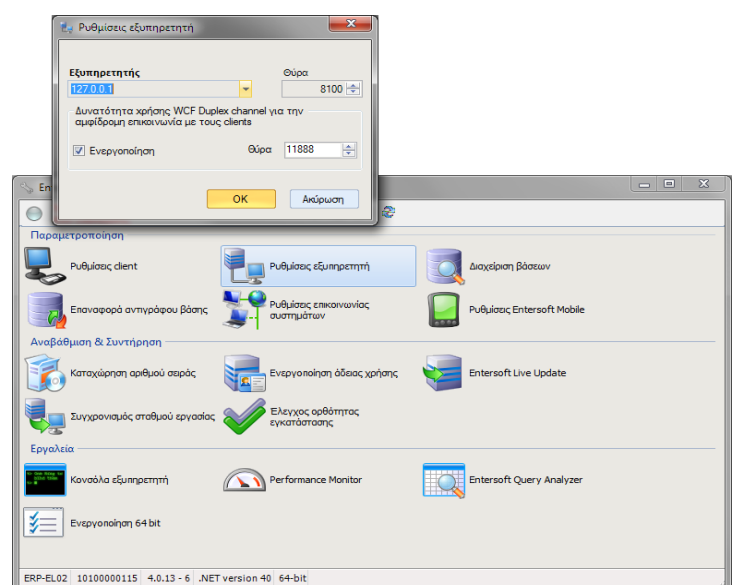 Ρυθμίσεις εξυπηρετητή
Εξυπηρετητής
Θύρα
127.0.0.1
8100
Δυνατότητα χρήσης WCF Duplex channel για την
αμφίδρομη επικοινωνία με τους clients
Ενεργοποίηση
Θύρα
11888
OK
Ακύρωση
En
Παραμετροποίηση
Ρυθμίσεις client
Ρυθμίσεις εξυπηρετητή
Διαχείριση βάσεων
Επαναφορά αντιγράφου βάσης
Ρυθμίσεις επικοινωνίας
συστημάτων
Ρυθμίσεις Entersoft Mobile
Αναβάθμιση & Συντήρηση
Καταχώρηση αριθμού σειράς
Ενεργοποίηση άδειας χρήσης
Entersoft Live Update
Συγχρονισμός σταθμού εργασίας
Έλεγχος ορθότητας
εγκατάστασης
Εργαλεία
Κονσόλα εξυπηρετητή
Performance Monitor
Entersoft Query Analyzer
Ενεργοποίηση 64 bit
ERP-EL02 10100000115 4.0.13 - 6 .NET version 40 64-bit